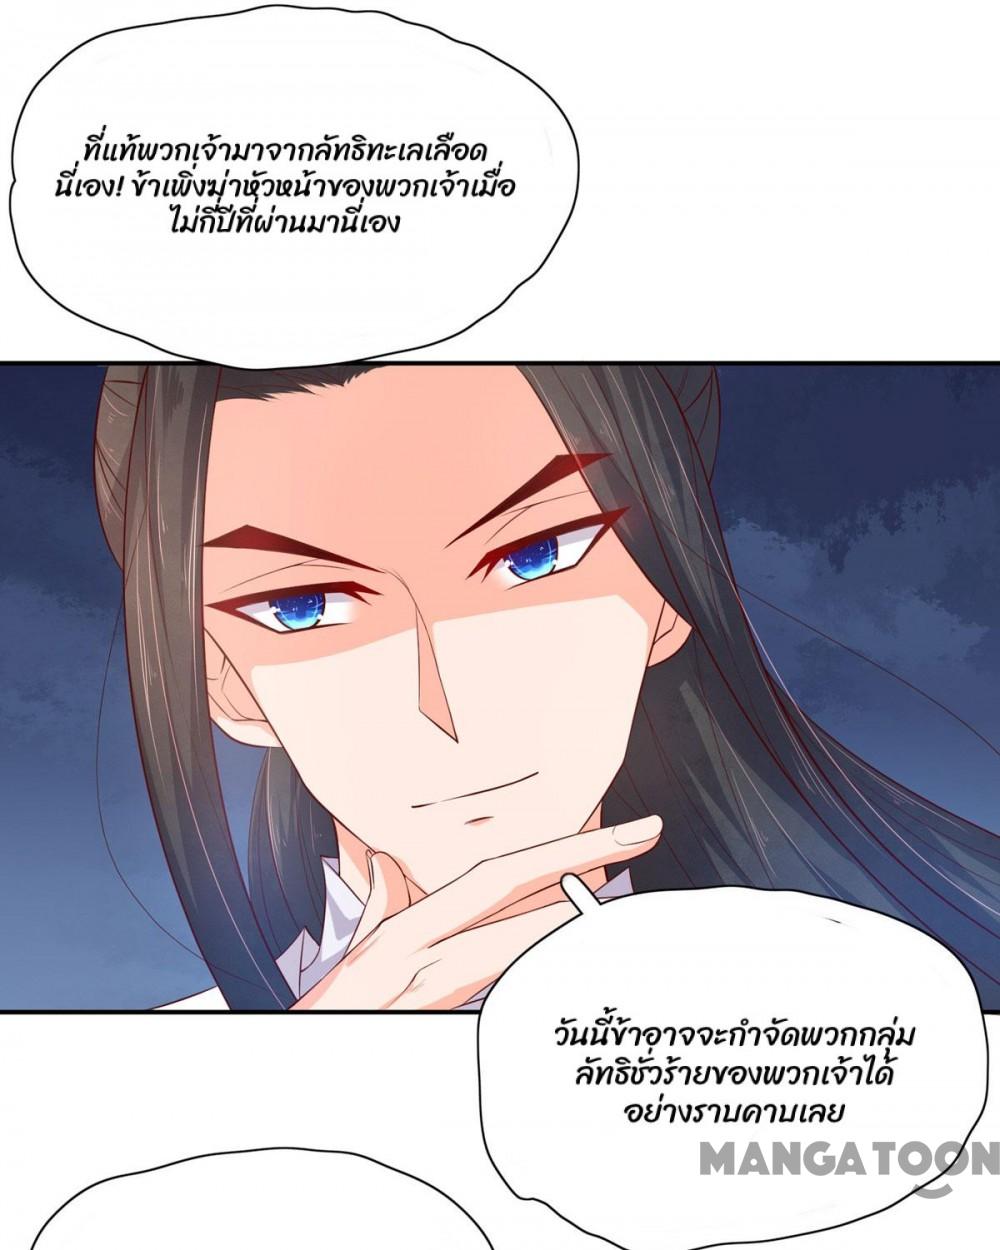 ที่แท้พวกเจ้ามาจากลัทธิทะเลเลือด
นี่เอง! ข้าเพิ่งฆ่าหัวหน้าของพวกเจ้าเมื่อ
ไม่กี่ปีที่ผ่านมานี่เอง
วันนี้ข้าอาจจะกำจัดพวกกลุ่ม
ลัทธิชั่วร้ายของพวกเจ้าได้
อย่างราบคาบเลย
MANGATOON